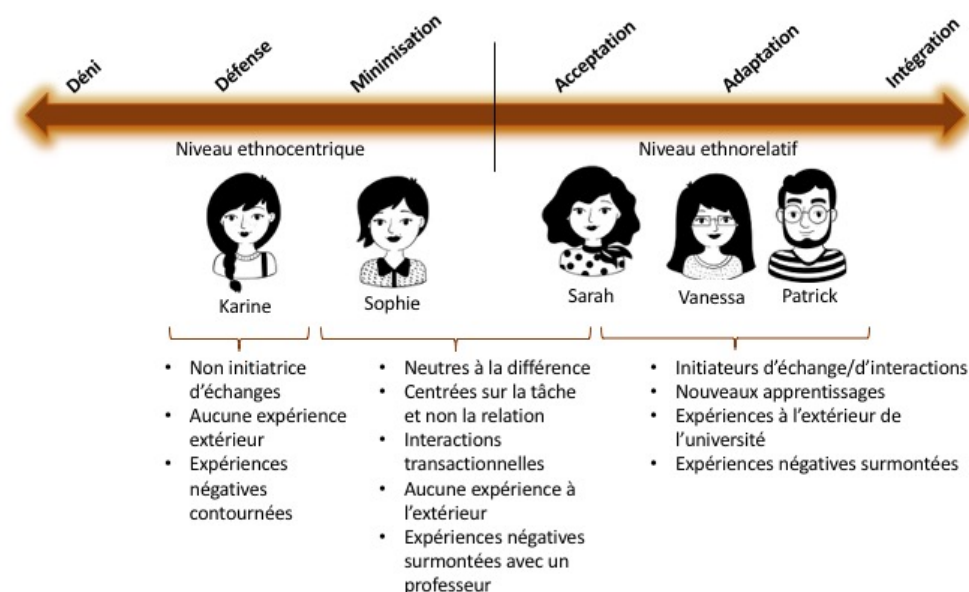 Déni
Défense
Minimisation
Acceptation
Adaptation
Intégration
Niveau ethnocentrique
Niveau ethnorelatif
Karine
Sophie
Sarah
Vanessa
Patrick
• Non initiatrice
d'échanges
• Aucune expérience
extérieur
• Expériences
négatives
contournées
• Neutres à la différence
• Centrées sur la tâche
et non la relation
• Interactions
transactionnelles
• Aucune expérience à
l'extérieur
• Expériences négatives
surmontées avec un
professeur
• Initiateurs d'échange/d'interactions
• Nouveaux apprentissages
• Expériences à l'extérieur de
l'université
• Expériences négatives surmontées